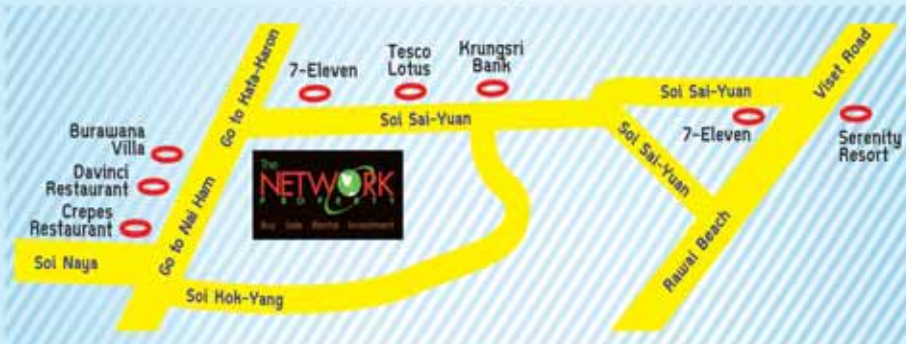 7-Eleven
Tesco
Lotus
Krungsri
Bank
Go to Kata-Karon
Soi Sai-Yuan
Soi Sai-Yuan
Soi Sai-Yuan
7-Eleven
Viset Road
Serenity
Resort
Burawana
Villa
Davinci
Restaurant
Crepes
Restaurant
The
NETWORK
PROPERTY
Buy Sale Rental Investment
Go to Nai Harn
Rawai Beach
Soi Naya
Soi Hok-Yang